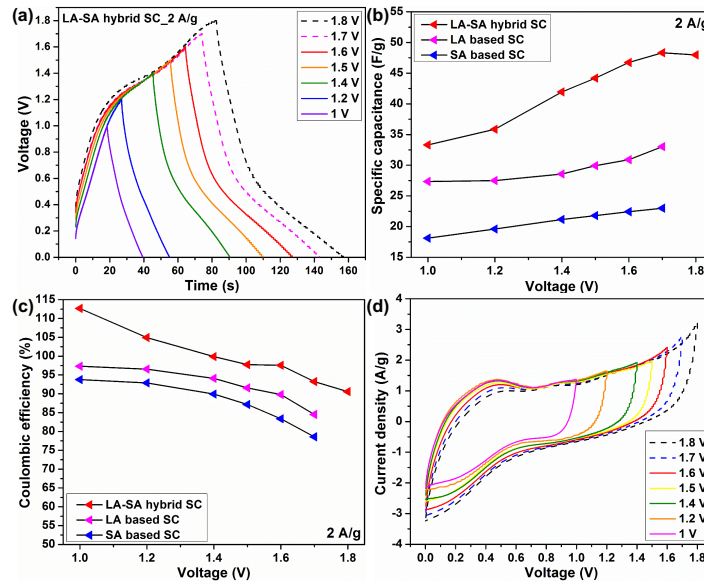 (a)
LA-SA hybrid SC_2 A/g
1.8 V
1.7 V
1.6 V
1.5 V
1.4 V
1.2 V
1 V
Voltage (V)
1.8
1.6
1.4
1.2
1.0
0.8
0.6
0.4
0.2
0.0
0 20 40 60 80 100 120 140 160
Time (s)
(b)
2 A/g
LA-SA hybrid SC
LA based SC
SA based SC
Specific capacitance (F/g)
55
50
45
40
35
30
25
20
15
1.0 1.2 1.4 1.6 1.8
Voltage (V)
(c)
Coulombic efficiency (%)
115
110
105
100
95
90
85
80
75
70
65
60
55
50
LA-SA hybrid SC
LA based SC
SA based SC
2 A/g
1.0 1.2 1.4 1.6 1.8
Voltage (V)
(d)
Current density (A/g)
4
3
2
1
0
-1
-2
-3
-4
1.8 V
1.7 V
1.6 V
1.5 V
1.4 V
1.2 V
1 V
0.0 0.2 0.4 0.6 0.8 1.0 1.2 1.4 1.6 1.8
Voltage (V)